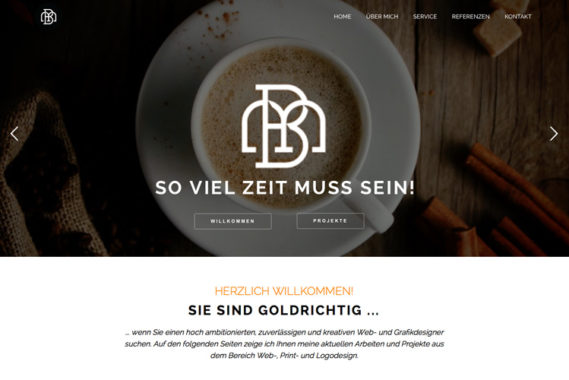 HOME ÜBER MICH SERVICE REFERENZEN KONTAKT
SO VIEL ZEIT MUSS SEIN!
WILLKOMMEN PROJEKTE
HERZLICH WILLKOMMEN!
SIE SIND GOLDRICHTIG ...
... wenn Sie einen hoch ambitionierten, zuverlässigen und kreativen Web- und Grafikdesigner
suchen. Auf den folgenden Seiten zeige ich Ihnen meine aktuellen Arbeiten und Projekte aus
dem Bereich Web-, Print- und Logodesign.